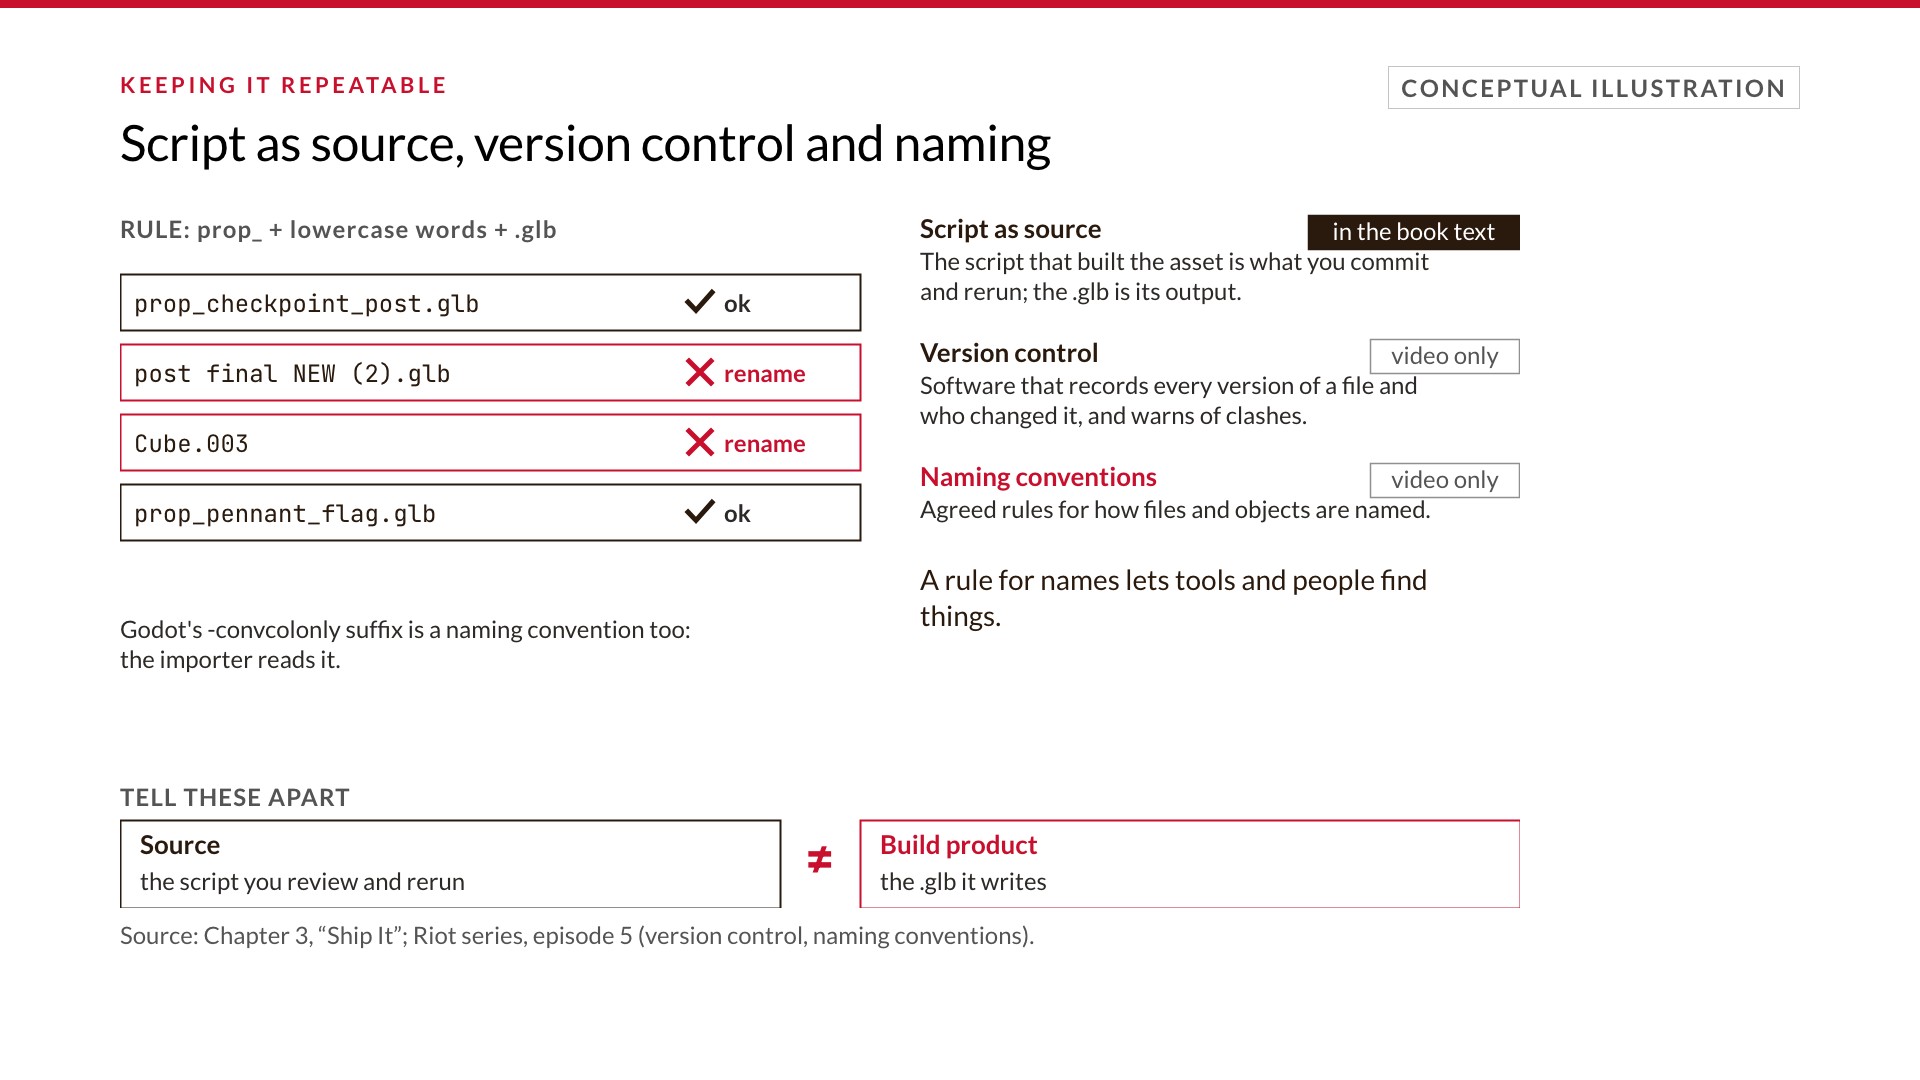 KEEPING IT REPEATABLE
CONCEPTUAL ILLUSTRATION
Script as source, version control and naming
RULE: prop_ + lowercase words + .glb
prop_checkpoint_post.glb ok
post final NEW (2).glb rename
Cube.003 rename
prop_pennant_flag.glb ok
Godot's -convcolonly suffix is a naming convention too:
the importer reads it.
Script as source in the book text
The script that built the asset is what you commit
and rerun; the .glb is its output.
Version control video only
Software that records every version of a file and
who changed it, and warns of clashes.
Naming conventions video only
Agreed rules for how files and objects are named.
A rule for names lets tools and people find
things.
TELL THESE APART
Source
the script you review and rerun
≠
Build product
the .glb it writes
Source: Chapter 3, “Ship It”; Riot series, episode 5 (version control, naming conventions).